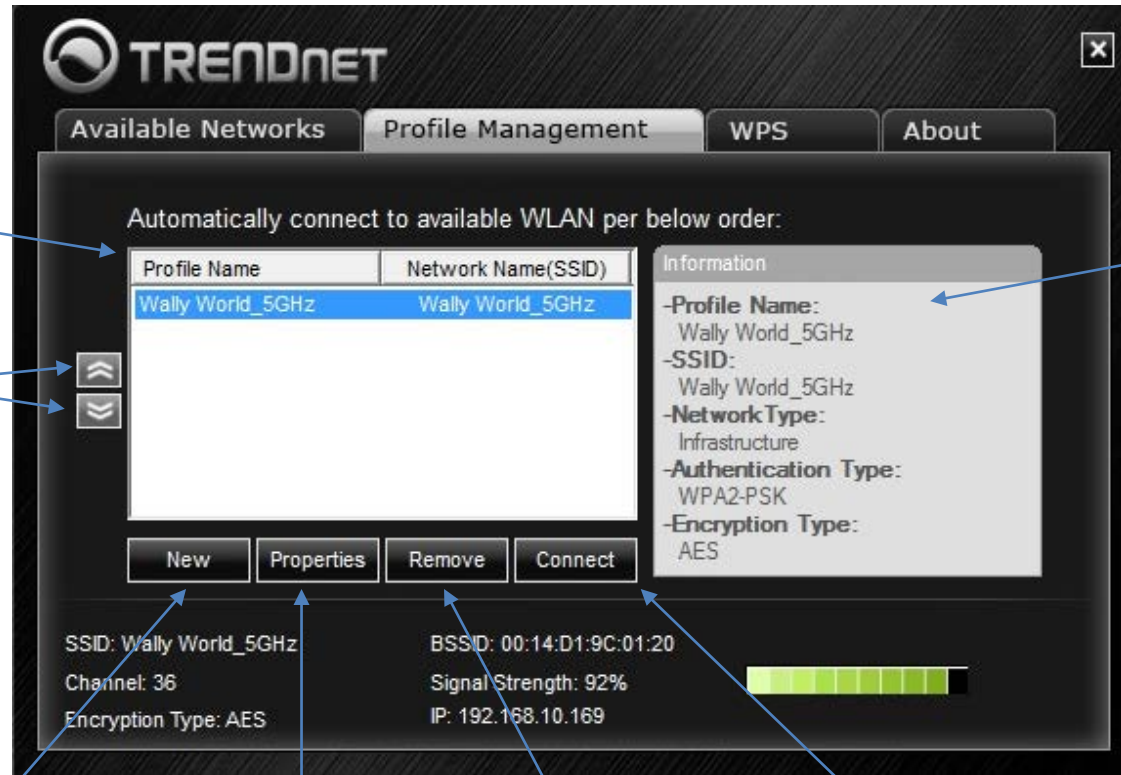 TRENDNET
Available Networks Profile Management WPS About
Automatically connect to available WLAN per below order:
Profile Name Network Name(SSID)
Wally World_5GHz Wally World_5GHz
Information
-Profile Name:
Wally World_5GHz
-SSID:
Wally World_5GHz
-NetworkType:
Infrastructure
-Authentication Type:
WPA2-PSK
-Encryption Type:
AES
New Properties Remove Connect
SSID: Wally World_5GHz BSSID: 00:14:D1:9C:01:20
Channel: 36 Signal Strength: 92%
Encryption Type: AES IP: 192.168.10.169